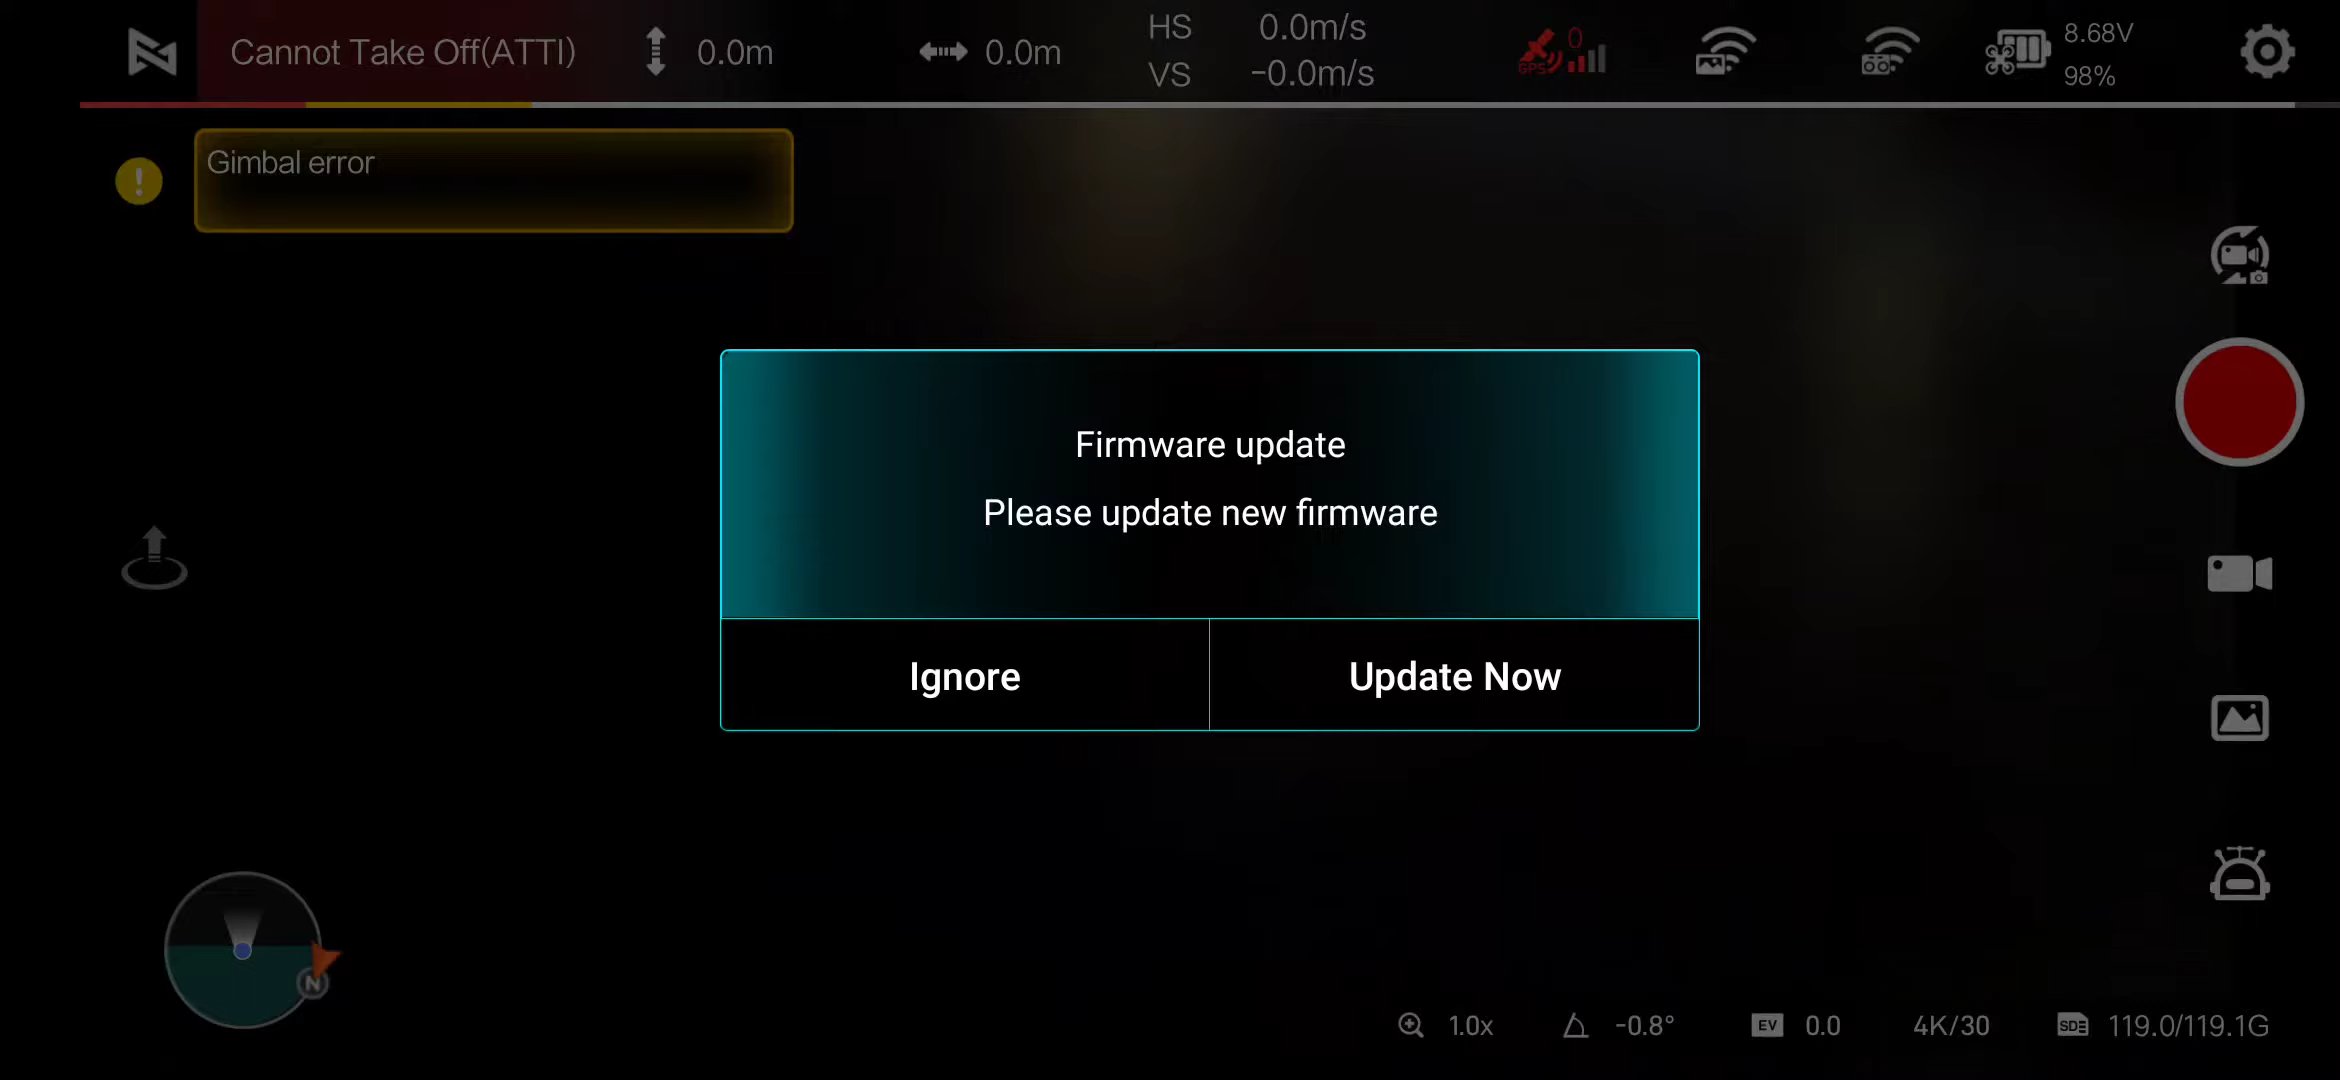 Cannot Take Off(ATTI)
0.0m
0.0m
HS 0.0m/s
VS -0.0m/s
GPS 0
8.68V
98%
Gimbal error
Firmware update
Please update new firmware
Ignore
Update Now
N
1.0x
-0.8°
EV 0.0
4K/30
SD 119.0/119.1G